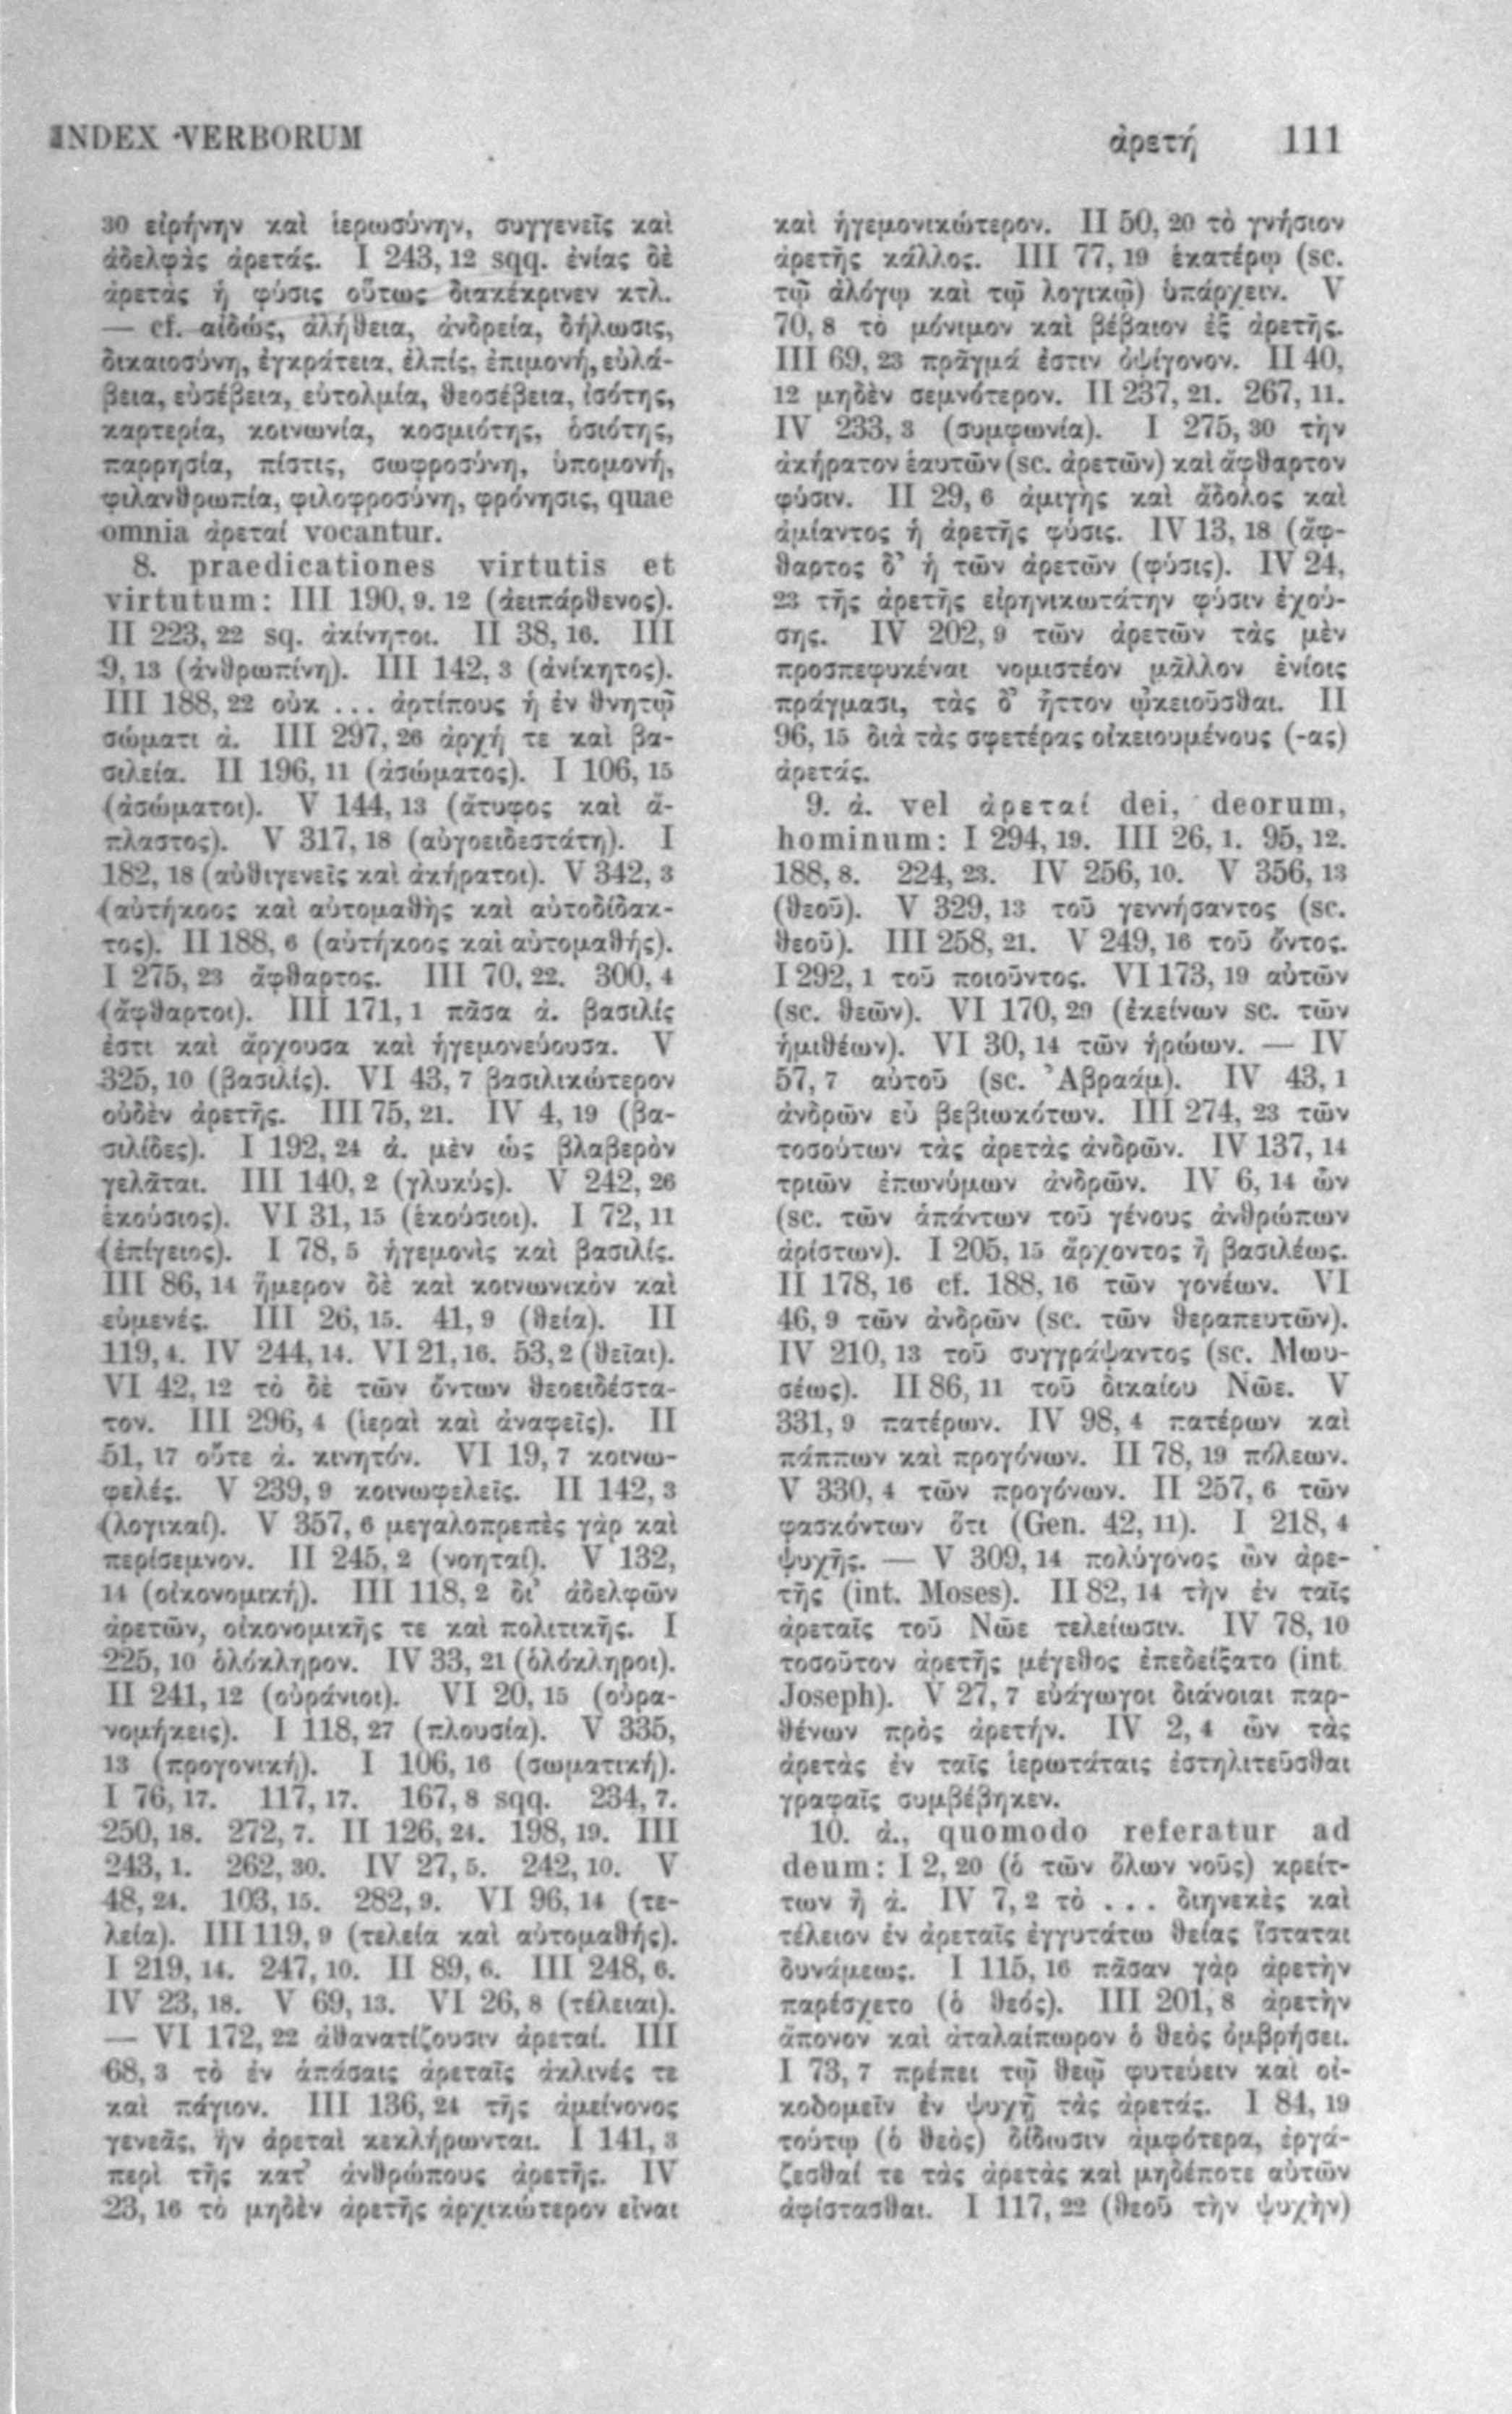 INDEX VERBORUM
ἀρετή 111
30 εἰρήνην καὶ ἱερωσύνην, συγγενεῖς καὶ
ἀδελφὰς ἀρετάς. I 243, 12 sqq. ἐνίας δὲ
ἀρετὰς ἡ φύσις οὕτως διακέκρινεν κτλ.
— cf. αἰδώς, ἀλήθεια, ἀνδρεία, δήλωσις,
δικαιοσύνη, ἐγκράτεια, ἐλπίς, ἐπιμονή, εὐλά-
βεια, εὐσέβεια, εὐτολμία, θεοσέβεια, ἰσότης,
καρτερία, κοινωνία, κοσμιότης, ὁσιότης,
παρρησία, πίστις, σωφροσύνη, ὑπομονή,
φιλανθρωπία, φιλοφροσύνη, φρόνησις, quae
omnia ἀρεταί vocantur.
8. praedicationes virtutis et
virtutum: III 190, 9. 12 (ἀειπάρθενος).
II 223, 22 sq. ἀκίνητοι. II 38, 16. III
9, 13 (ἀνθρωπίνη). III 142, 3 (ἀνίκητος).
III 188, 22 οὐκ ... ἀρτίπους ἡ ἐν θνητῷ
σώματι ἀ. III 297, 26 ἀρχή τε καὶ βα-
σιλεία. II 196, 11 (ἀσώματος). I 106, 15
(ἀσώματοι). V 144, 13 (ἄτυφος καὶ ἄ-
πλαστος). V 317, 18 (αὐγοειδεστάτη). I
182, 18 (αὐθιγενεῖς καὶ ἀκήρατοι). V 342, 3
(αὐτήκοος καὶ αὐτομαθὴς καὶ αὐτοδίδακ-
τος). II 188, 6 (αὐτήκοος καὶ αὐτομαθής).
I 275, 23 ἄφθαρτος. III 70, 22. 300, 4
(ἄφθαρτοι). III 171, 1 πᾶσα ἀ. βασιλίς
ἐστι καὶ ἄρχουσα καὶ ἡγεμονεύουσα. V
325, 10 (βασιλίς). VI 43, 7 βασιλικώτερον
οὐδὲν ἀρετῆς. III 75, 21. IV 4, 19 (βα-
σιλίδες). I 192, 24 ἀ. μὲν ὡς βλαβερὸν
γελᾶται. III 140, 2 (γλυκύς). V 242, 26
ἑκούσιος). VI 31, 15 (ἑκούσιοι). I 72, 11
(ἐπίγειος). I 78, 5 ἡγεμονὶς καὶ βασιλίς.
III 86, 14 ἥμερον δὲ καὶ κοινωνικὸν καὶ
εὐμενές. III 26, 15. 41, 9 (θεία). II
119, 4. IV 244, 14. VI 21, 16. 53, 2 (θεῖαι).
VI 42, 12 τὸ δὲ τῶν ὄντων θεοειδέστα-
τον. III 296, 4 (ἱεραὶ καὶ ἀναφεῖς). II
51, 17 οὔτε ἀ. κινητόν. VI 19, 7 κοινω-
φελές. V 239, 9 κοινωφελεῖς. II 142, 3
(λογικαί). V 357, 6 μεγαλοπρεπὲς γὰρ καὶ
περίσεμνον. II 245, 2 (νοηταί). V 132,
14 (οἰκονομική). III 118, 2 δι’ ἀδελφῶν
ἀρετῶν, οἰκονομικῆς τε καὶ πολιτικῆς. I
225, 10 ὁλόκληρον. IV 33, 21 (ὁλόκληροι).
II 241, 12 (οὐράνιοι). VI 20, 15 (οὐρα-
νομήκεις). I 118, 27 (πλουσία). V 335,
13 (προγονική). I 106, 16 (σωματική).
I 76, 17. 117, 17. 167, 8 sqq. 234, 7.
250, 18. 272, 7. II 126, 24. 198, 19. III
243, 1. 262, 30. IV 27, 5. 242, 10. V
48, 24. 103, 15. 282, 9. VI 96, 14 (τε-
λεία). III 119, 9 (τελεία καὶ αὐτομαθής).
I 219, 14. 247, 10. II 89, 6. III 248, 6.
IV 23, 18. V 69, 13. VI 26, 8 (τέλειαι).
— VI 172, 22 ἀθανατίζουσιν ἀρεταί. III
68, 3 τὸ ἐν ἁπάσαις ἀρεταῖς ἀκλινές τε
καὶ πάγιον. III 136, 24 τῆς ἀμείνονος
γενεᾶς, ἣν ἀρεταὶ κεκλήρωνται. I 141, 3
περὶ τῆς κατ’ ἀνθρώπους ἀρετῆς. IV
23, 16 τὸ μηδὲν ἀρετῆς ἀρχικώτερον εἶναι
καὶ ἡγεμονικώτερον. II 50, 20 τὸ γνήσιον
ἀρετῆς κάλλος. III 77, 19 ἑκατέρῳ (sc.
τῷ ἀλόγῳ καὶ τῷ λογικῷ) ὑπάρχειν. V
70, 8 τὸ μόνιμον καὶ βέβαιον ἐξ ἀρετῆς.
III 69, 23 πρᾶγμά ἐστιν ὀψίγονον. II 40,
12 μηδὲν σεμνότερον. II 237, 21. 267, 11.
IV 233, 3 (συμφωνία). I 275, 30 τὴν
ἀκήρατον ἑαυτῶν (sc. ἀρετῶν) καὶ ἄφθαρτον
φύσιν. II 29, 6 ἀμιγὴς καὶ ἄδολος καὶ
ἀμίαντος ἡ ἀρετῆς φύσις. IV 13, 18 (ἄφ-
θαρτος δ’ ἡ τῶν ἀρετῶν (φύσις). IV 24,
23 τῆς ἀρετῆς εἰρηνικωτάτην φύσιν ἐχού-
σης. IV 202, 9 τῶν ἀρετῶν τὰς μὲν
προσπεφυκέναι νομιστέον μᾶλλον ἐνίοις
πράγμασι, τὰς δ’ ἧττον ᾠκειοῦσθαι. II
96, 15 διὰ τὰς σφετέρας οἰκειουμένους (-ας)
ἀρετάς.
9. ἀ. vel ἀρεταί dei, deorum,
hominum: I 294, 19. III 26, 1. 95, 12.
188, 8. 224, 23. IV 256, 10. V 356, 13
(θεοῦ). V 329, 13 τοῦ γεννήσαντος (sc.
θεοῦ). III 258, 21. V 249, 16 τοῦ ὄντος.
I 292, 1 τοῦ ποιοῦντος. VI 173, 19 αὐτῶν
(sc. θεῶν). VI 170, 29 (ἐκείνων sc. τῶν
ἡμιθέων). VI 30, 14 τῶν ἡρώων. — IV
57, 7 αὐτοῦ (sc. Ἀβραάμ). IV 43, 1
ἀνδρῶν εὐ βεβιωκότων. III 274, 23 τῶν
τοσούτων τὰς ἀρετὰς ἀνδρῶν. IV 137, 14
τριῶν ἐπωνύμων ἀνδρῶν. IV 6, 14 ὧν
(sc. τῶν ἁπάντων τοῦ γένους ἀνθρώπων
ἀρίστων). I 205, 15 ἄρχοντος ἢ βασιλέως.
II 178, 16 cf. 188, 16 τῶν γονέων. VI
46, 9 τῶν ἀνδρῶν (sc. τῶν θεραπευτῶν).
IV 210, 13 τοῦ συγγράψαντος (sc. Μωυ-
σέως). II 86, 11 τοῦ δικαίου Νῶε. V
331, 9 πατέρων. IV 98, 4 πατέρων καὶ
πάππων καὶ προγόνων. II 78, 19 πόλεων.
V 330, 4 τῶν προγόνων. II 257, 6 τῶν
φασκόντων ὅτι (Gen. 42, 11). I 218, 4
ψυχῆς. — V 309, 14 πολύγονος ὢν ἀρε-
τῆς (int. Moses). II 82, 14 τὴν ἐν ταῖς
ἀρεταῖς τοῦ Νῶε τελείωσιν. IV 78, 10
τοσοῦτον ἀρετῆς μέγεθος ἐπεδείξατο (int
Joseph). V 27, 7 εὐάγωγοι διάνοιαι παρ-
θένων πρὸς ἀρετήν. IV 2, 4 ὧν τὰς
ἀρετὰς ἐν ταῖς ἱερωτάταις ἐστηλιτεῦσθαι
γραφαῖς συμβέβηκεν.
10. ἀ., quomodo referatur ad
deum: I 2, 20 (ὁ τῶν ὅλων νοῦς) κρείτ-
των ἢ ἀ. IV 7, 2 τὸ ... διηνεκὲς καὶ
τέλειον ἐν ἀρεταῖς ἐγγυτάτω θείας ἵσταται
δυνάμεως. I 115, 16 πᾶσαν γὰρ ἀρετὴν
παρέσχετο (ὁ θεός). III 201, 8 ἀρετὴν
ἄπονον καὶ ἀταλαίπωρον ὁ θεὸς ὀμβρήσει.
I 73, 7 πρέπει τῷ θεῷ φυτεύειν καὶ οἰ-
κοδομεῖν ἐν ψυχῇ τὰς ἀρετάς. I 84, 19
τούτῳ (ὁ θεὸς) δίδωσιν ἀμφότερα, ἐργά-
ζεσθαί τε τὰς ἀρετὰς καὶ μηδέποτε αὐτῶν
ἀφίστασθαι. I 117, 22 (θεοῦ τὴν ψυχὴν)